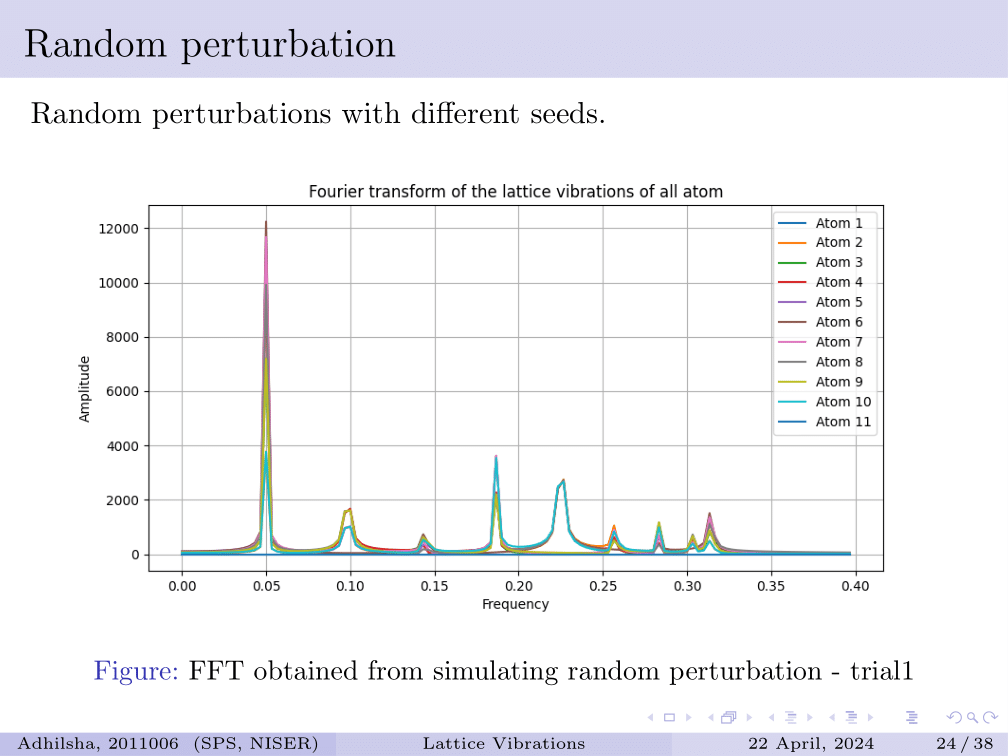 Random perturbation
Random perturbations with different seeds.
Fourier transform of the lattice vibrations of all atom
12000
10000
8000
6000
4000
2000
0
Amplitude
Atom 1
Atom 2
Atom 3
Atom 4
Atom 5
Atom 6
Atom 7
Atom 8
Atom 9
Atom 10
Atom 11
0.00 0.05 0.10 0.15 0.20 0.25 0.30 0.35 0.40
Frequency
Figure: FFT obtained from simulating random perturbation - trial1
Adhilsha, 2011006 (SPS, NISER) Lattice Vibrations 22 April, 2024 24 / 38